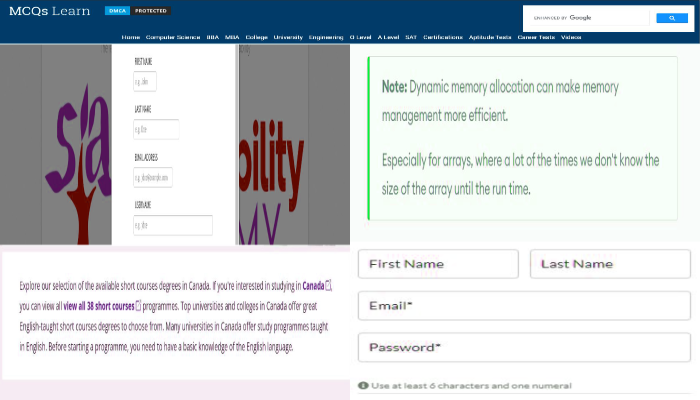 MCQs Learn
DMCA PROTECTED
ENHANCED BY Google
Home Computer Science BBA MBA College University Engineering O Level A Level SAT Certifications Aptitude Tests Career Tests Videos
FIRST NAME
LAST NAME
EMAIL ADDRESS
USERNAME
bility
Note: Dynamic memory allocation can make memory
management more efficient.
Especially for arrays, where a lot of the times we don't know the
size of the array until the run time.
Explore our selection of the available short courses degrees in Canada. If you're interested in studying in Canada,
you can view all view all 38 short courses programmes. Top universities and colleges in Canada offer great
English-taught short courses degrees to choose from. Many universities in Canada offer study programmes taught
in English. Before starting a programme, you need to have a basic knowledge of the English language.
First Name Last Name
Email*
Password*
Use at least 6 characters and one numeral